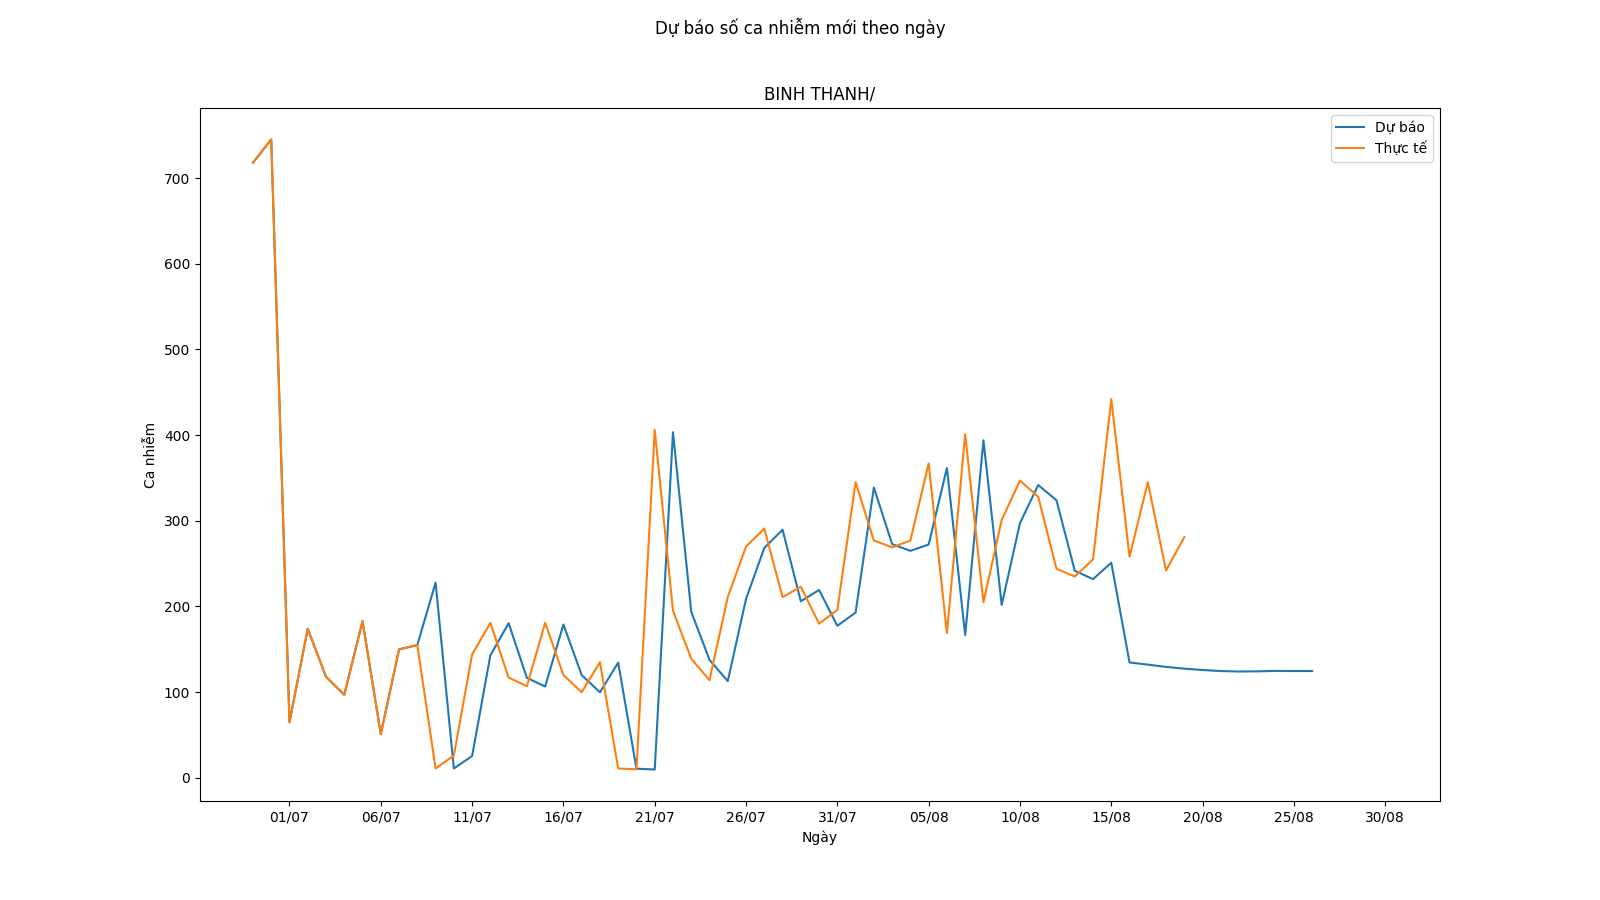 Dự báo số ca nhiễm mới theo ngày
BINH THANH/
Dự báo
Thực tế
700
600
500
400
300
200
100
0
Ca nhiễm
01/07 06/07 11/07 16/07 21/07 26/07 31/07 05/08 10/08 15/08 20/08 25/08 30/08
Ngày